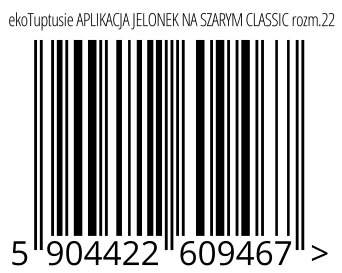 ekoTuptusie APLIKACJA JELONEK NA SZARYM CLASSIC rozm.22
5 904422 609467 >